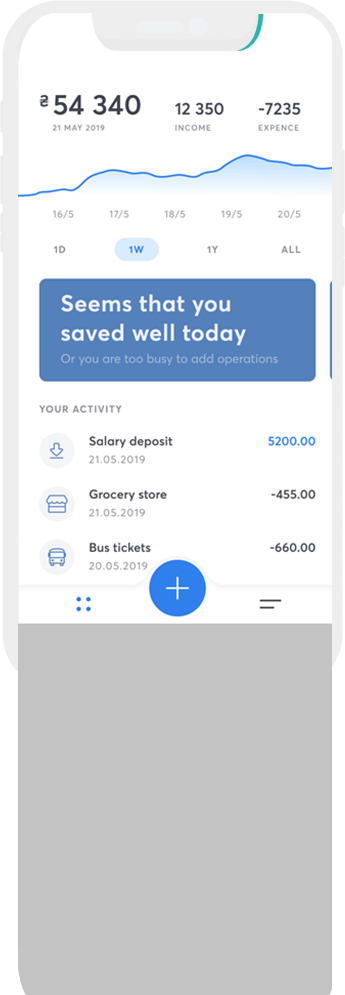 ₴54 340
21 MAY 2019
12 350
INCOME
-7235
EXPENCE
16/5 17/5 18/5 19/5 20/5
1D 1W 1Y ALL
Seems that you
saved well today
Or you are too busy to add operations
YOUR ACTIVITY
Salary deposit 5200.00
21.05.2019
Grocery store -455.00
21.05.2019
Bus tickets -660.00
20.05.2019